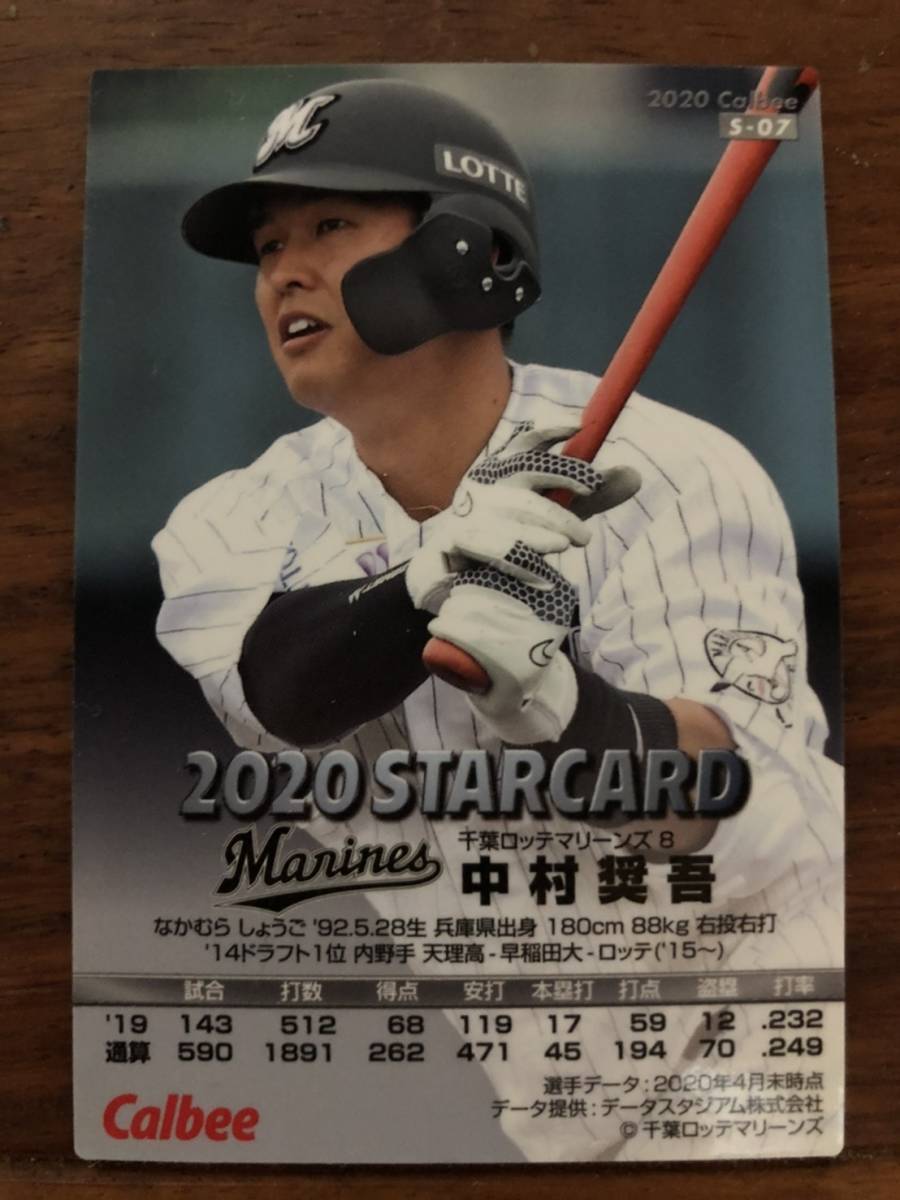 2020 Calbee
S-07
M
LOTTE
2020 STARCARD
Marines
千葉ロッテマリーンズ 8
中村奨吾
なかむら しょうご '92.5.28生 兵庫県出身 180cm 88kg 右投右打
'14ドラフト1位 内野手 天理高-早稲田大-ロッテ('15~)
試合 打数 得点 安打 本塁打 打点 盗塁 打率
'19 143 512 68 119 17 59 12 .232
通算 590 1891 262 471 45 194 70 .249
選手データ:2020年4月末時点
データ提供:データスタジアム株式会社
© 千葉ロッテマリーンズ
Calbee